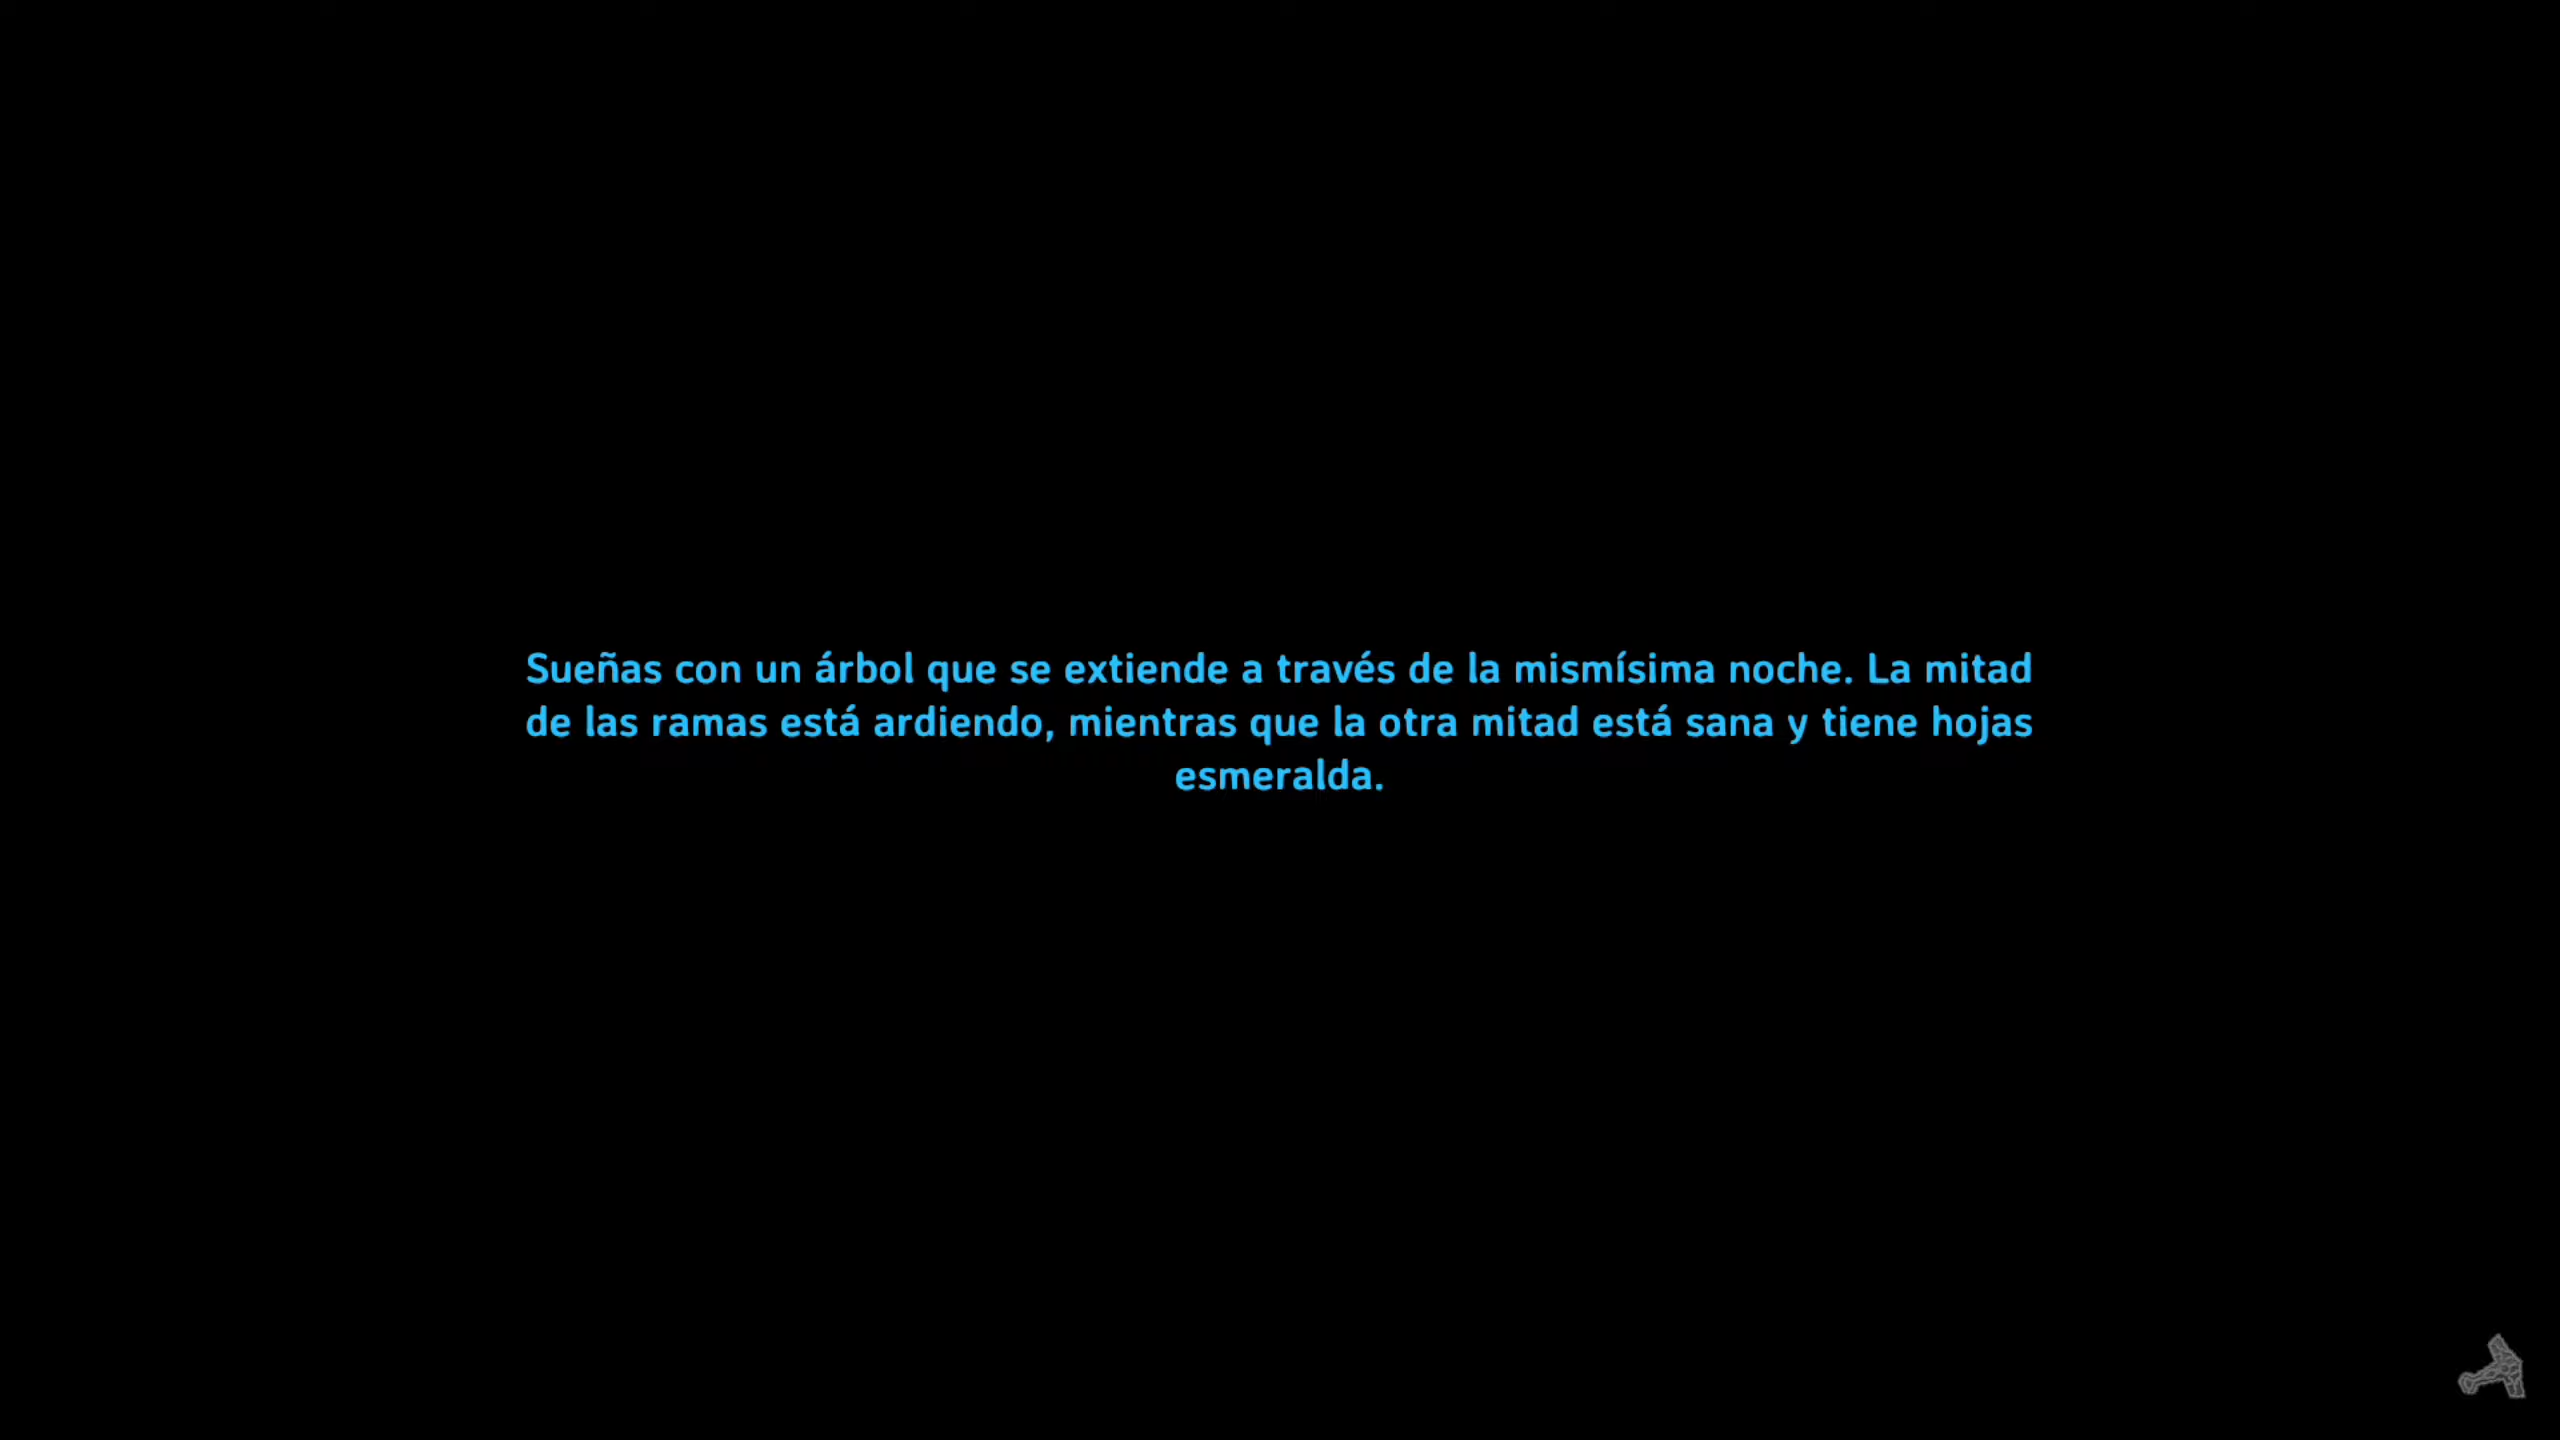 Sueñas con un árbol que se extiende a través de la mismísima noche. La mitad
de las ramas está ardiendo, mientras que la otra mitad está sana y tiene hojas
esmeralda.